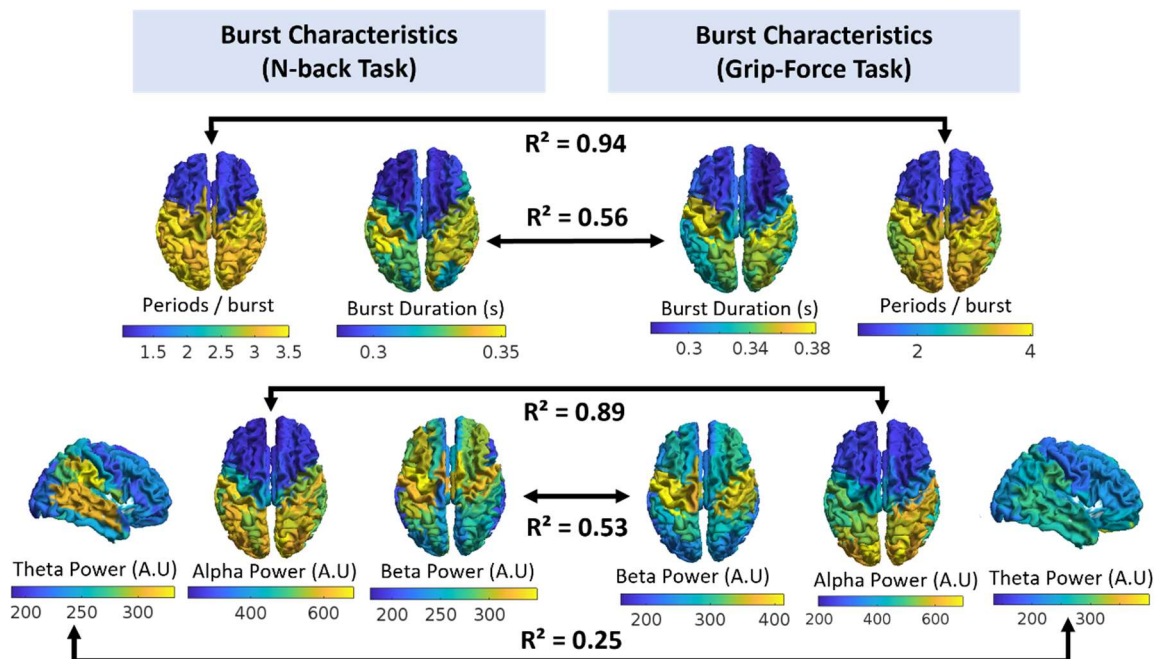 Burst Characteristics
(N-back Task)
Burst Characteristics
(Grip-Force Task)
R² = 0.94
R² = 0.56
Periods / burst
Burst Duration (s)
Burst Duration (s)
Periods / burst
1.5 2 2.5 3 3.5
0.3 0.35
0.3 0.34 0.38
2 4
R² = 0.89
R² = 0.53
Theta Power (A.U)
Alpha Power (A.U)
Beta Power (A.U)
Beta Power (A.U)
Alpha Power (A.U)
Theta Power (A.U)
200 250 300
400 600
200 250 300
200 300 400
200 400 600
200 300
R² = 0.25